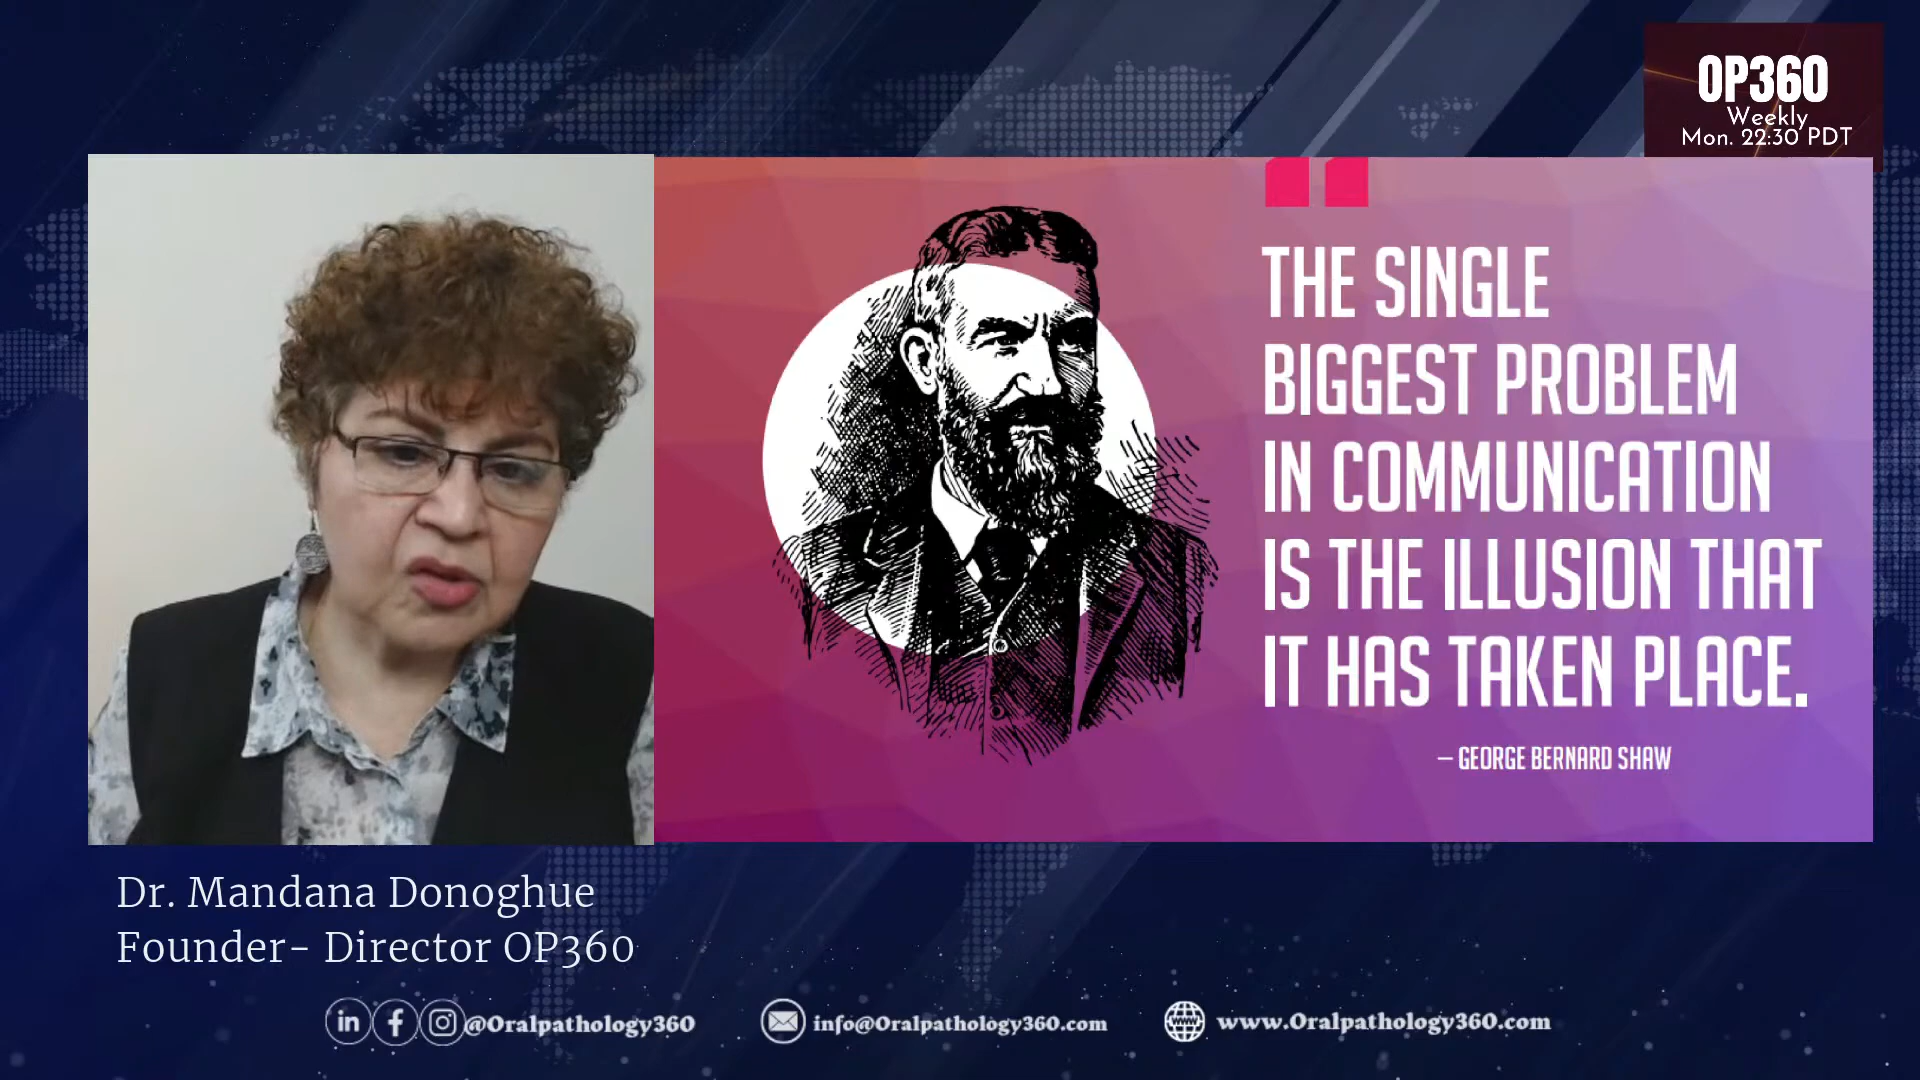 OP360
Weekly
Mon. 22:30 PDT
THE SINGLE
BIGGEST PROBLEM
IN COMMUNICATION
IS THE ILLUSION THAT
IT HAS TAKEN PLACE.
– GEORGE BERNARD SHAW
Dr. Mandana Donoghue
Founder- Director OP360
@Oralpathology360
info@Oralpathology360.com
www.Oralpathology360.com